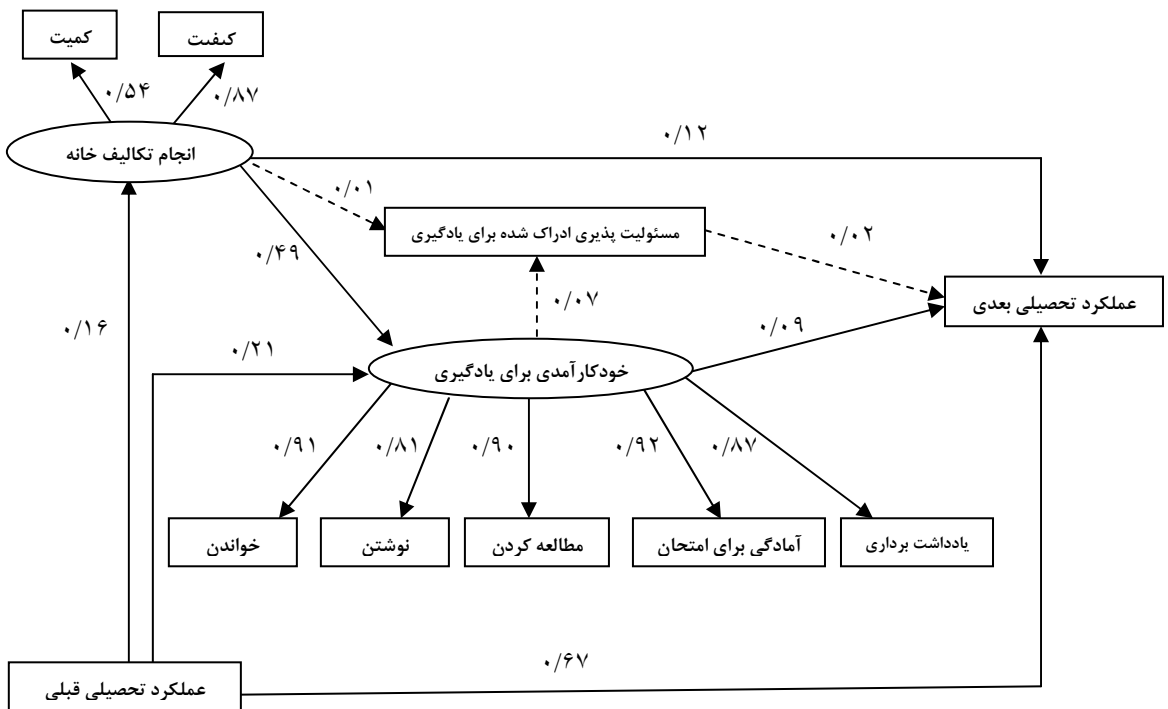 کمیت
کیفیت
۰/۵۴
۰/۸۷
انجام تکالیف خانه
۰/۱۲
۰/۰۱
مسئولیت پذیری ادراک شده برای یادگیری
۰/۰۲
۰/۴۹
۰/۰۷
عملکرد تحصیلی بعدی
۰/۱۶
۰/۲۱
۰/۰۹
خودکارآمدی برای یادگیری
۰/۹۱
۰/۸۱
۰/۹۰
۰/۹۲
۰/۸۷
خواندن
نوشتن
مطالعه کردن
آمادگی برای امتحان
یادداشت برداری
۰/۶۷
عملکرد تحصیلی قبلی